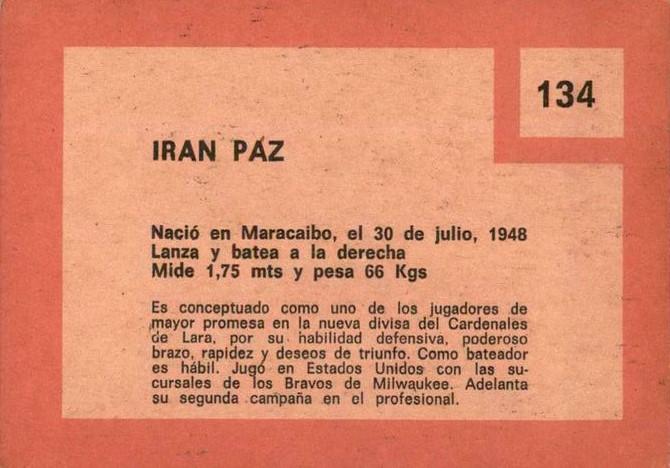 134
IRAN PAZ
Nació en Maracaibo, el 30 de julio, 1948
Lanza y batea a la derecha
Mide 1,75 mts y pesa 66 Kgs
Es conceptuado como uno de los jugadores de
mayor promesa en la nueva divisa del Cardenales
de Lara, por su habilidad defensiva, poderoso
brazo, rapidez y deseos de triunfo. Como bateador
es hábil. Jugó en Estados Unidos con las su-
cursales de los Bravos de Milwaukee. Adelanta
su segunda campaña en el profesional.